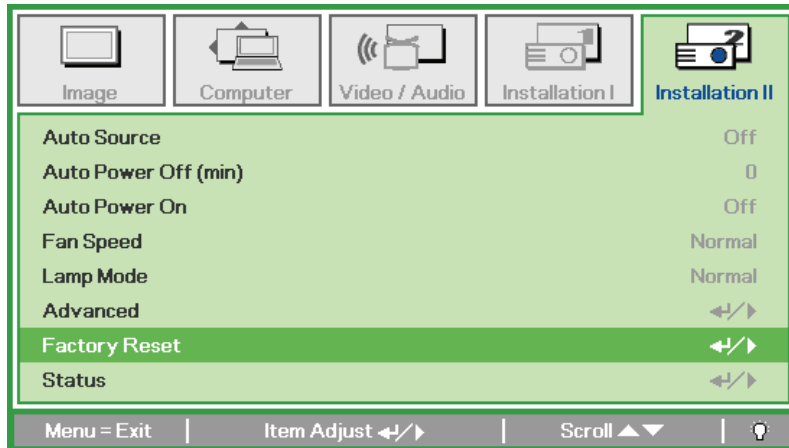 Image Computer Video / Audio Installation I Installation II
Auto Source Off
Auto Power Off (min) 0
Auto Power On Off
Fan Speed Normal
Lamp Mode Normal
Advanced
Factory Reset
Status
Menu = Exit Item Adjust Scroll